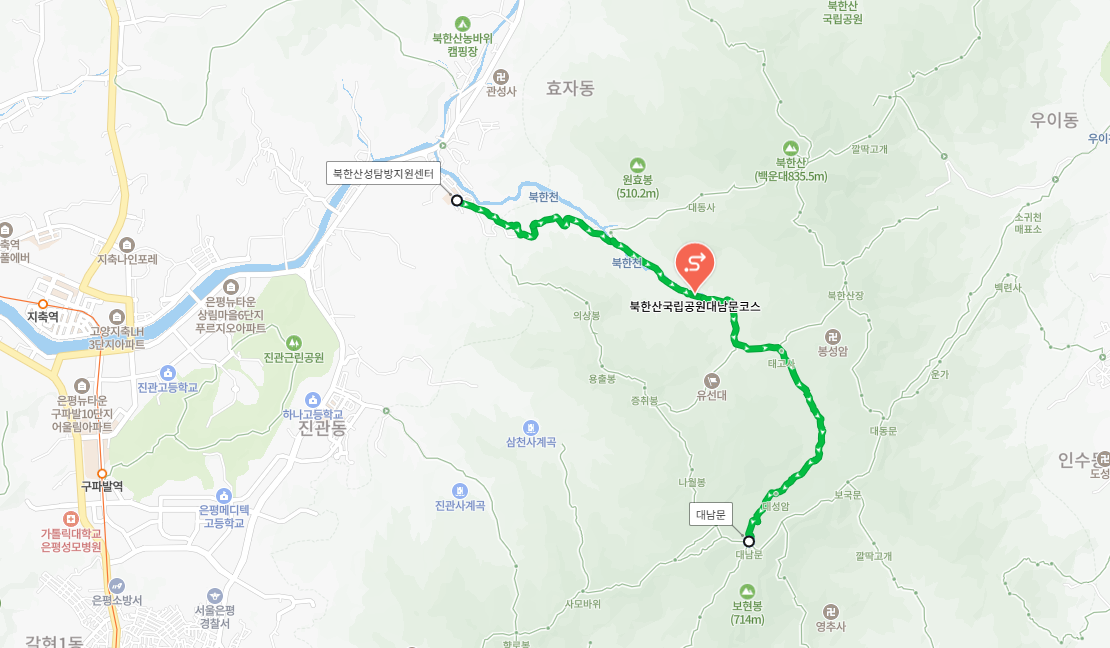 북한산
국립공원
북한산농바위
캠핑장
관성사
효자동
우이동
북한산
(백운대835.5m)
깔딱고개
북한산성탐방지원센터
원효봉
(510.2m)
북한천
대동사
소귀천
매표소
지축나인포레
북한천
은평뉴타운
상림마을6단지
푸르지오아파트
북한산국립공원대남문코스
북한산장
백련사
지축역
고양지축LH
3단지아파트
의상봉
봉성암
진관근린공원
태고사
진관고등학교
용출봉
유선대
운가
은평뉴타운
구파발10단지
어울림아파트
하나고등학교
진관동
증취봉
삼천사계곡
대동문
인수동
구파발역
나월봉
진관사계곡
보국문
은평메디텍
고등학교
대성암
대남문
가톨릭대학교
은평성모병원
대남문
깔딱고개
은평소방서
서울은평
경찰서
사모바위
보현봉
(714m)
영추사
갈현1동
향로봉